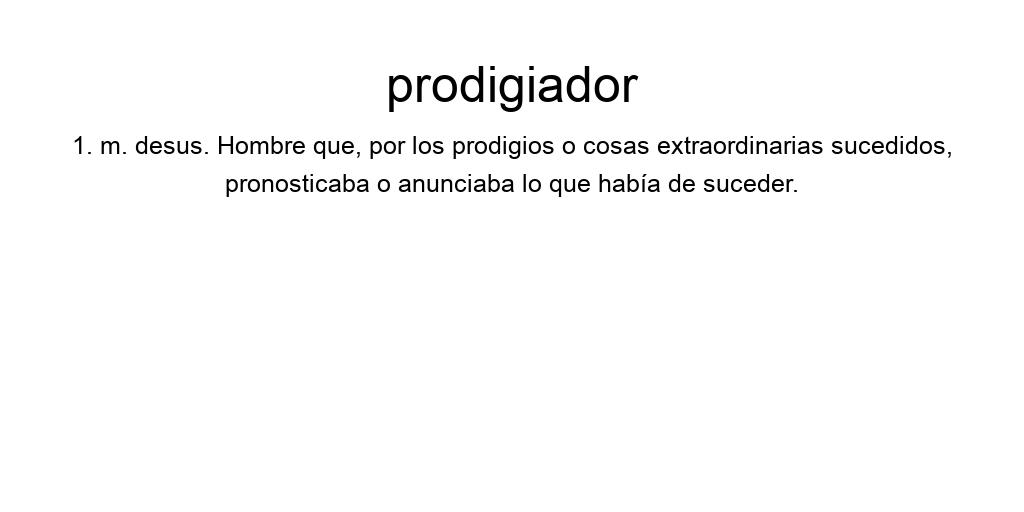 prodigiador
1. m. desus. Hombre que, por los prodigios o cosas extraordinarias sucedidos,
pronosticaba o anunciaba lo que había de suceder.